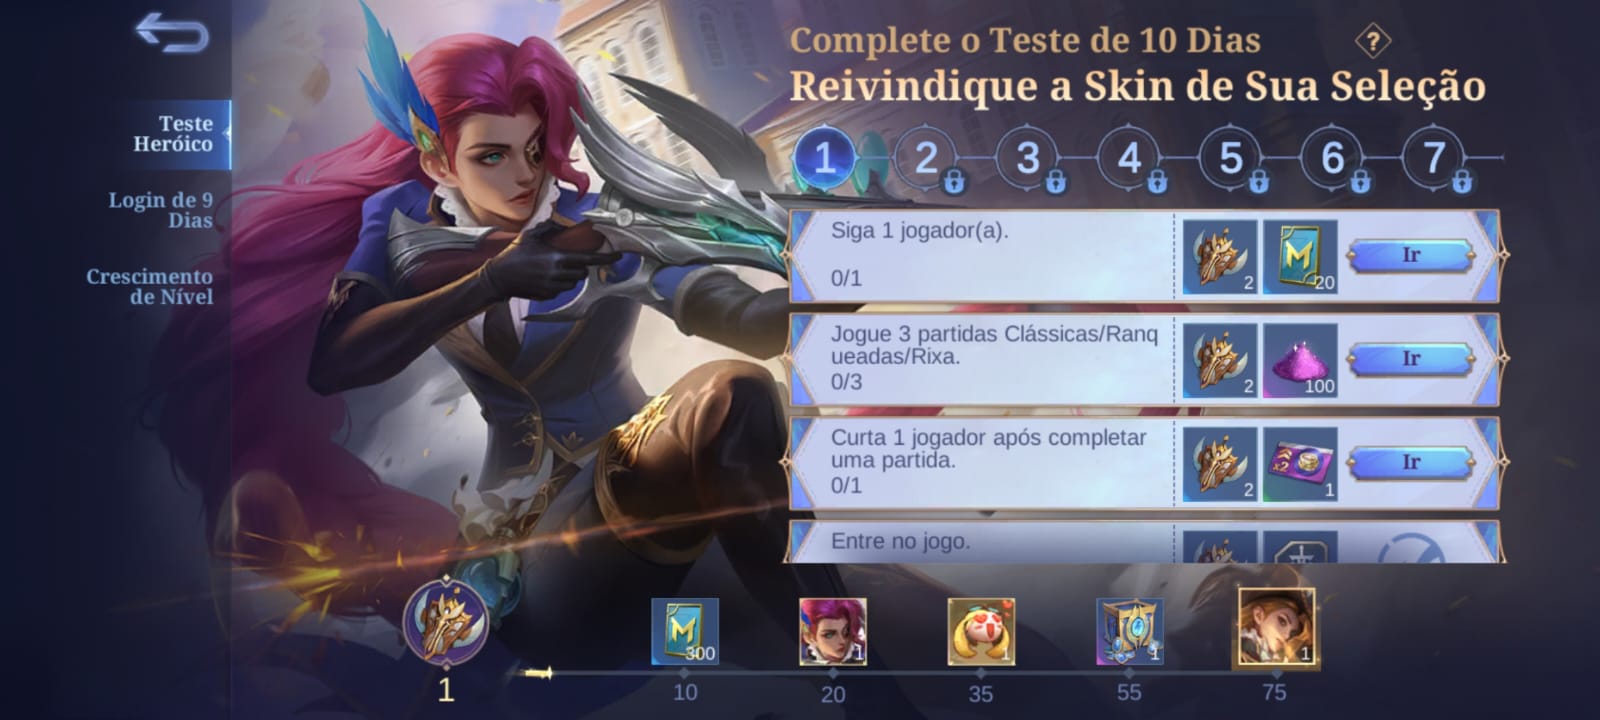 Complete o Teste de 10 Dias
?
Reivindique a Skin de Sua Seleção
Teste
Heróico
Login de 9
Dias
Crescimento
de Nível
1 2 3 4 5 6 7
Siga 1 jogador(a).
0/1
2 M 20 Ir
Jogue 3 partidas Clássicas/Ranq
ueadas/Rixa.
0/3
2 100 Ir
Curta 1 jogador após completar
uma partida.
0/1
2 x2 1 Ir
Entre no jogo.
M 300 1 1 1 1
1 10 20 35 55 75